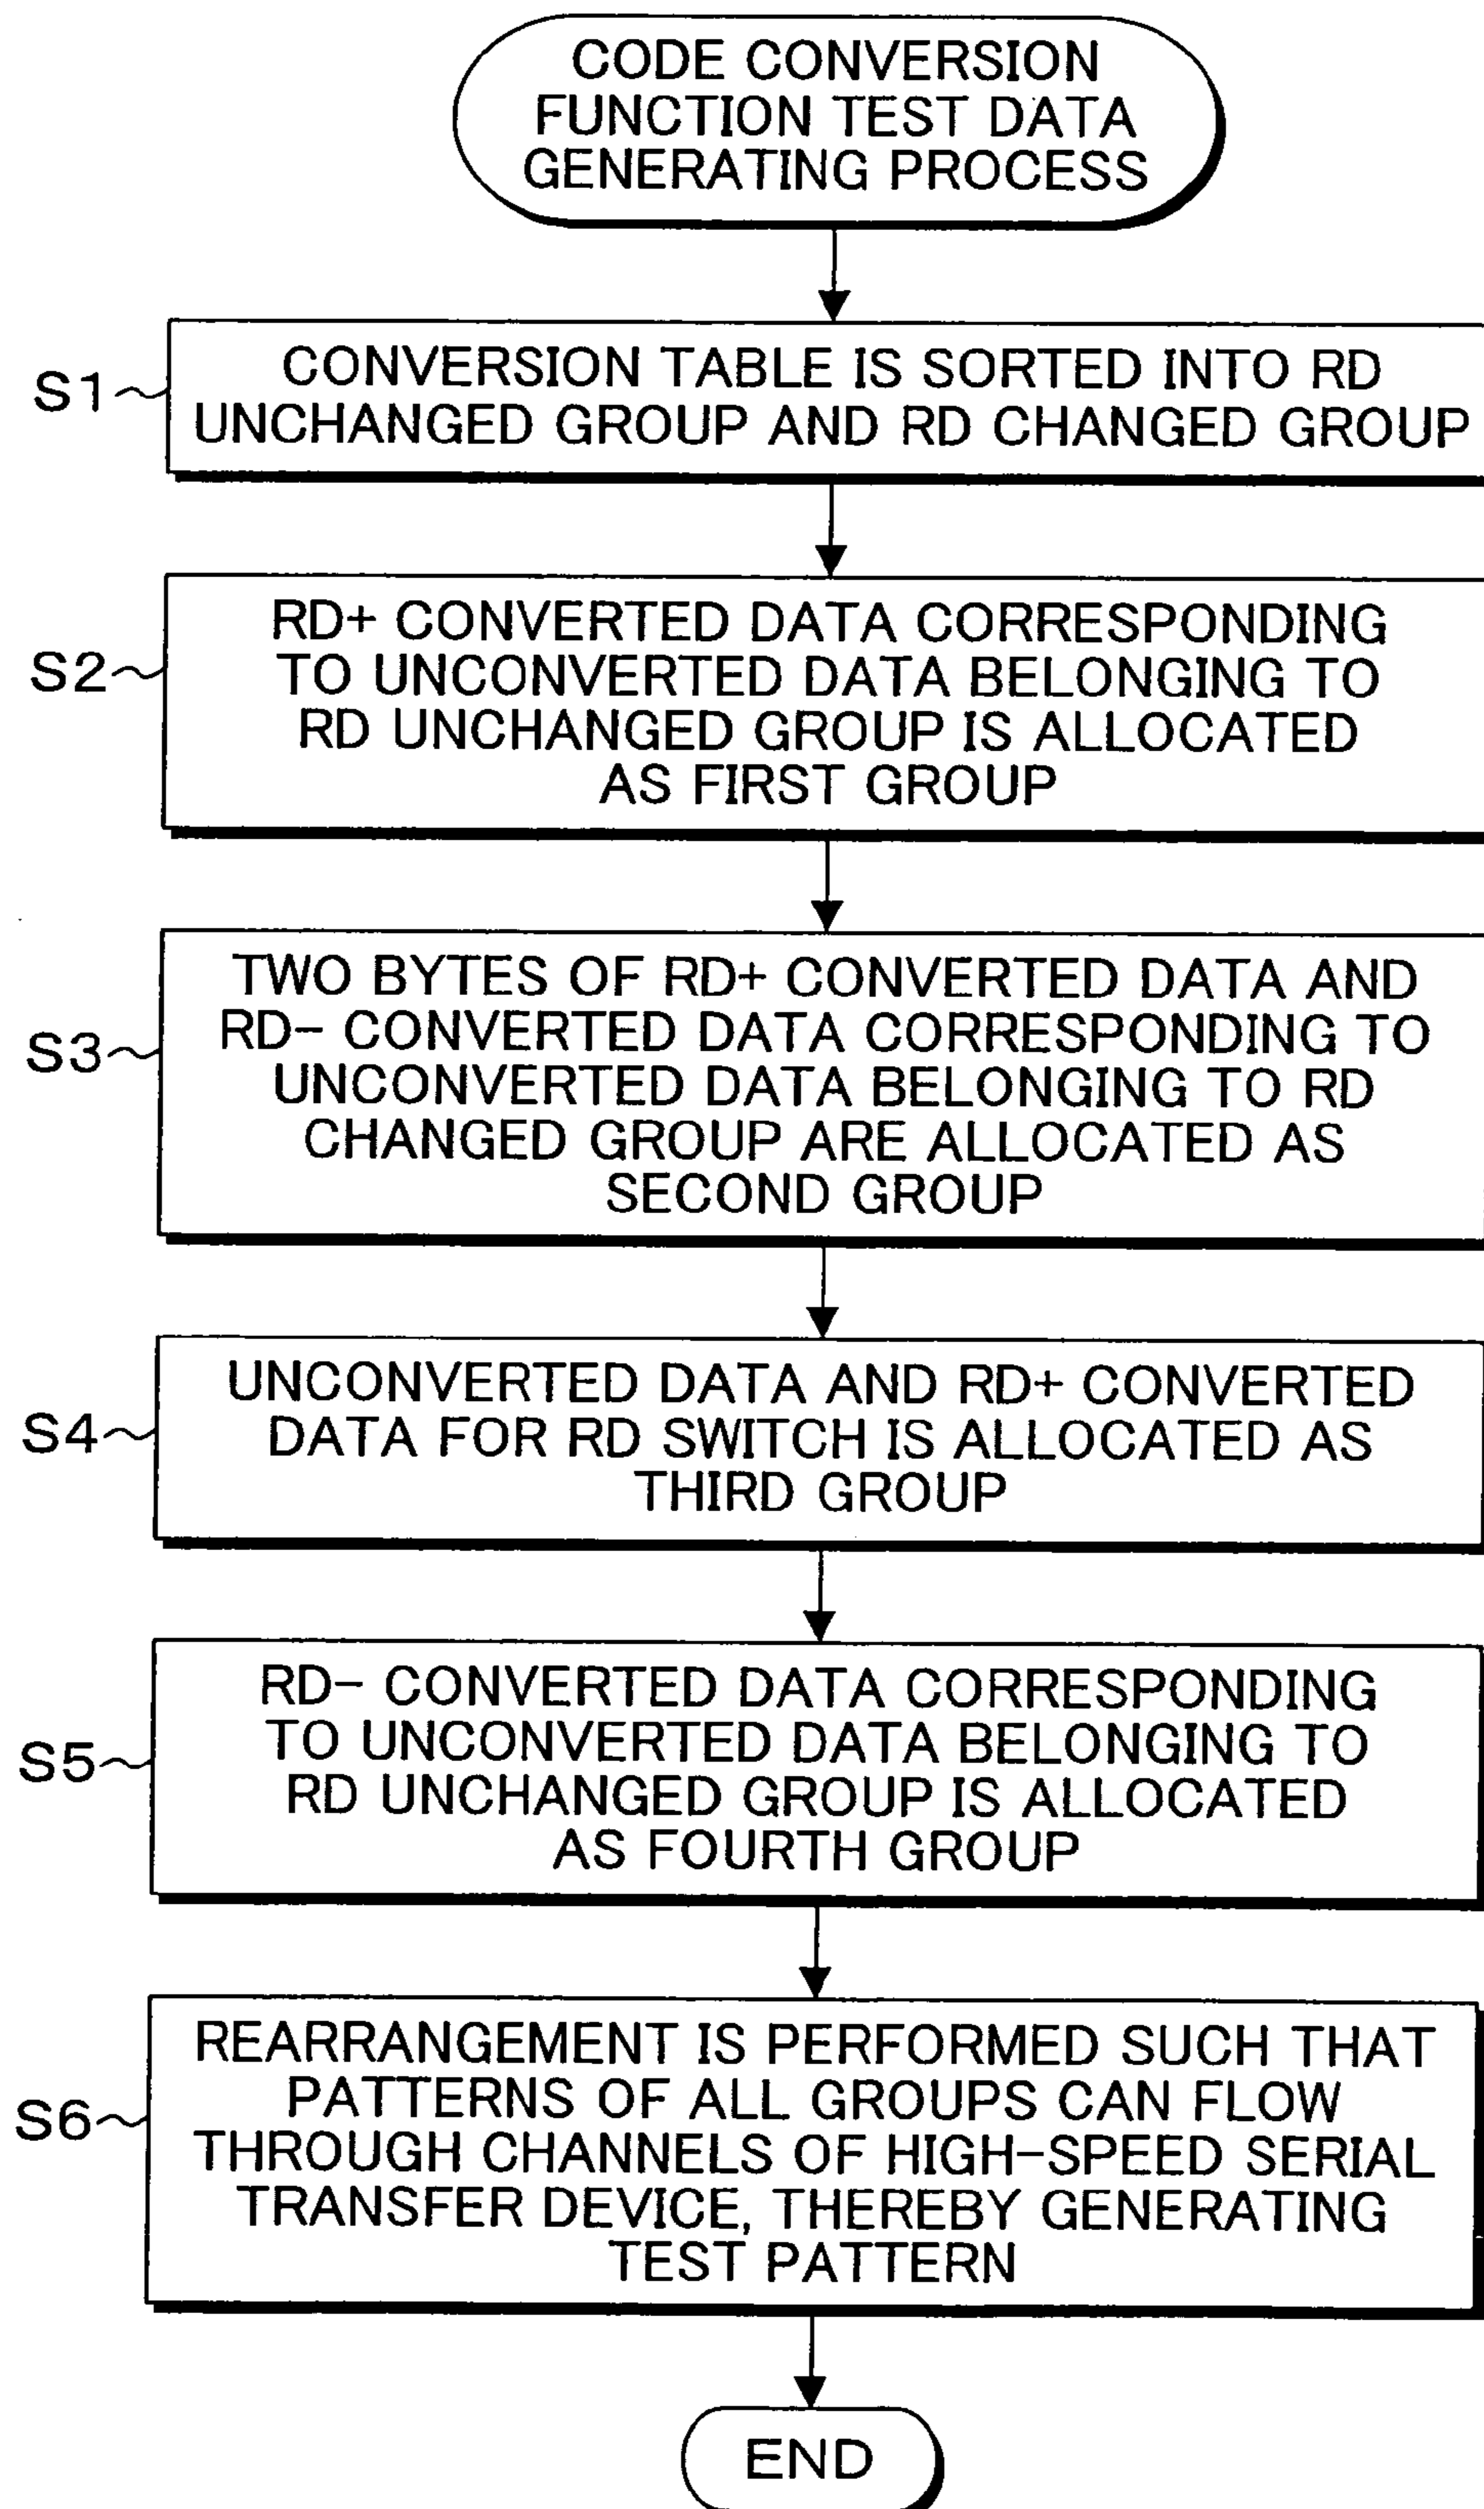 CODE CONVERSION
FUNCTION TEST DATA
GENERATING PROCESS
S1
CONVERSION TABLE IS SORTED INTO RD
UNCHANGED GROUP AND RD CHANGED GROUP
S2
RD+ CONVERTED DATA CORRESPONDING
TO UNCONVERTED DATA BELONGING TO
RD UNCHANGED GROUP IS ALLOCATED
AS FIRST GROUP
S3
TWO BYTES OF RD+ CONVERTED DATA AND
RD- CONVERTED DATA CORRESPONDING TO
UNCONVERTED DATA BELONGING TO RD
CHANGED GROUP ARE ALLOCATED AS
SECOND GROUP
S4
UNCONVERTED DATA AND RD+ CONVERTED
DATA FOR RD SWITCH IS ALLOCATED AS
THIRD GROUP
S5
RD- CONVERTED DATA CORRESPONDING
TO UNCONVERTED DATA BELONGING TO
RD UNCHANGED GROUP IS ALLOCATED
AS FOURTH GROUP
S6
REARRANGEMENT IS PERFORMED SUCH THAT
PATTERNS OF ALL GROUPS CAN FLOW
THROUGH CHANNELS OF HIGH-SPEED SERIAL
TRANSFER DEVICE, THEREBY GENERATING
TEST PATTERN
END